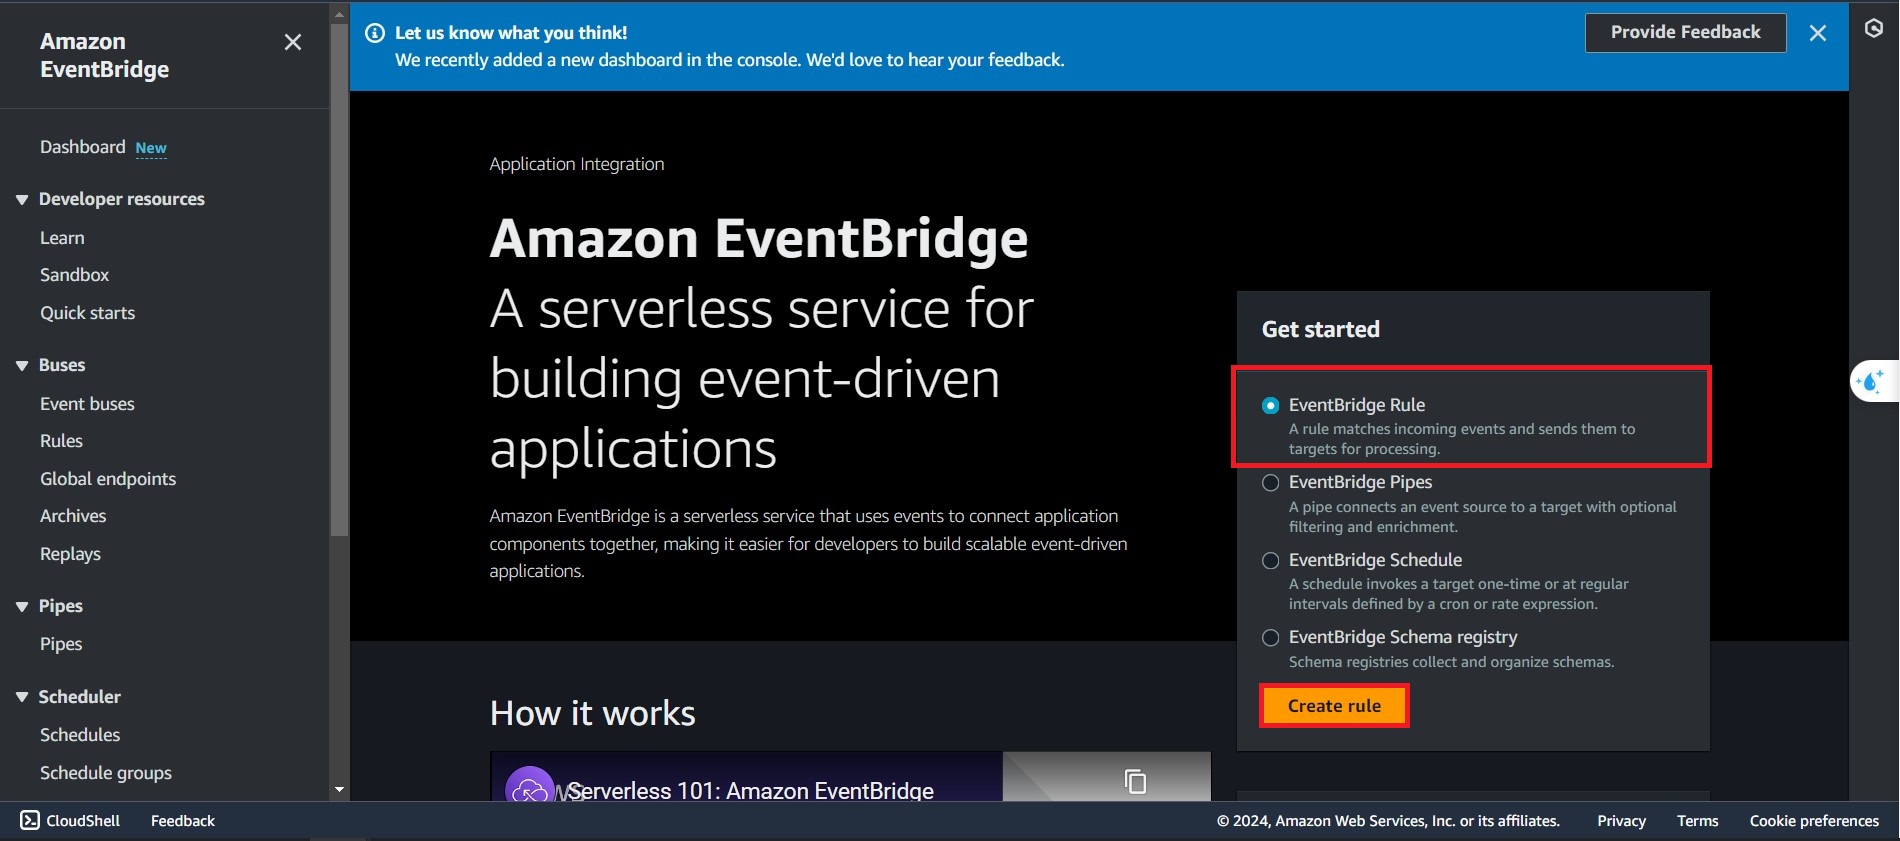 Amazon
EventBridge
Dashboard New
Developer resources
Learn
Sandbox
Quick starts
Buses
Event buses
Rules
Global endpoints
Archives
Replays
Pipes
Pipes
Scheduler
Schedules
Schedule groups
Let us know what you think!
We recently added a new dashboard in the console. We'd love to hear your feedback.
Provide Feedback
Application Integration
Amazon EventBridge
A serverless service for
building event-driven
applications
Amazon EventBridge is a serverless service that uses events to connect application
components together, making it easier for developers to build scalable event-driven
applications.
Get started
EventBridge Rule
A rule matches incoming events and sends them to
targets for processing.
EventBridge Pipes
A pipe connects an event source to a target with optional
filtering and enrichment.
EventBridge Schedule
A schedule invokes a target one-time or at regular
intervals defined by a cron or rate expression.
EventBridge Schema registry
Schema registries collect and organize schemas.
Create rule
How it works
Serverless 101: Amazon EventBridge
CloudShell
Feedback
© 2024, Amazon Web Services, Inc. or its affiliates.
Privacy
Terms
Cookie preferences